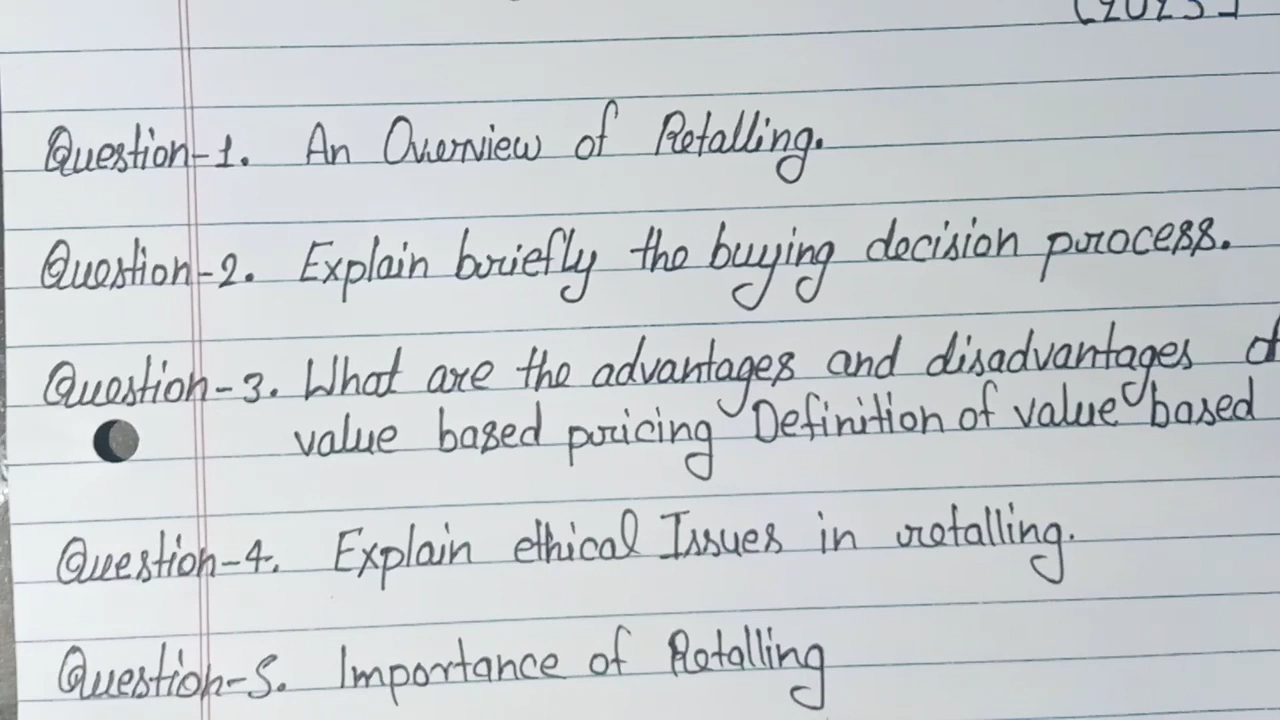 (2023)
Question-1. An Overview of Retalling.
Question-2. Explain briefly the buying decision process.
Question-3. What are the advantages and disadvantages of
value based pricing Definition of value based
Question-4. Explain ethical Issues in retalling.
Question-5. Importance of Retalling